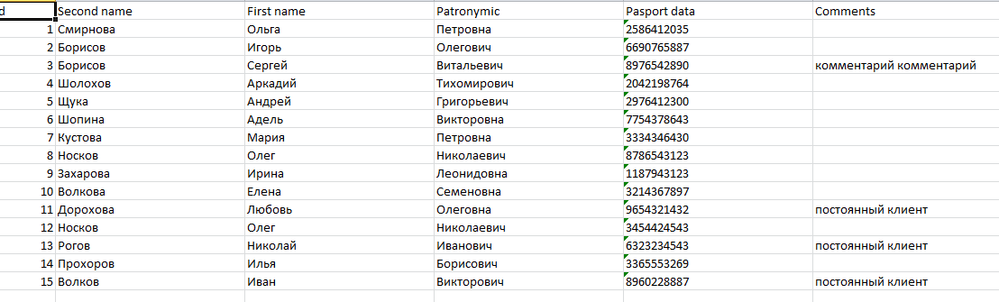 d Second name First name Patronymic Pasport data Comments
1 Смирнова Ольга Петровна 2586412035
2 Борисов Игорь Олегович 6690765887
3 Борисов Сергей Витальевич 8976542890 комментарий комментарий
4 Шолохов Аркадий Тихомирович 2042198764
5 Щука Андрей Григорьевич 2976412300
6 Шопина Адель Викторовна 7754378643
7 Кустова Мария Петровна 3334346430
8 Носков Олег Николаевич 8786543123
9 Захарова Ирина Леонидовна 1187943123
10 Волкова Елена Семеновна 3214367897
11 Дорохова Любовь Олеговна 9654321432 постоянный клиент
12 Носков Олег Николаевич 3454424543
13 Рогов Николай Иванович 6323234543 постоянный клиент
14 Прохоров Илья Борисович 3365553269
15 Волков Иван Викторович 8960228887 постоянный клиент